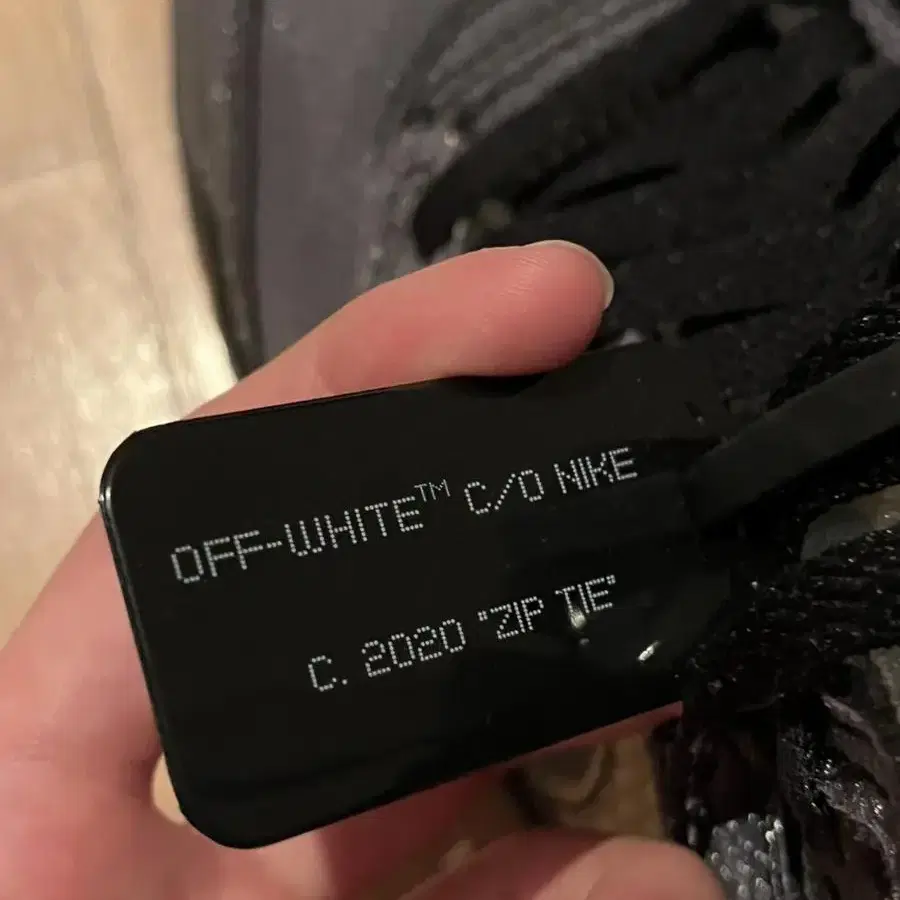 OFF-WHITE™ C/O NIKE
C. 2020 "ZIP TIE"